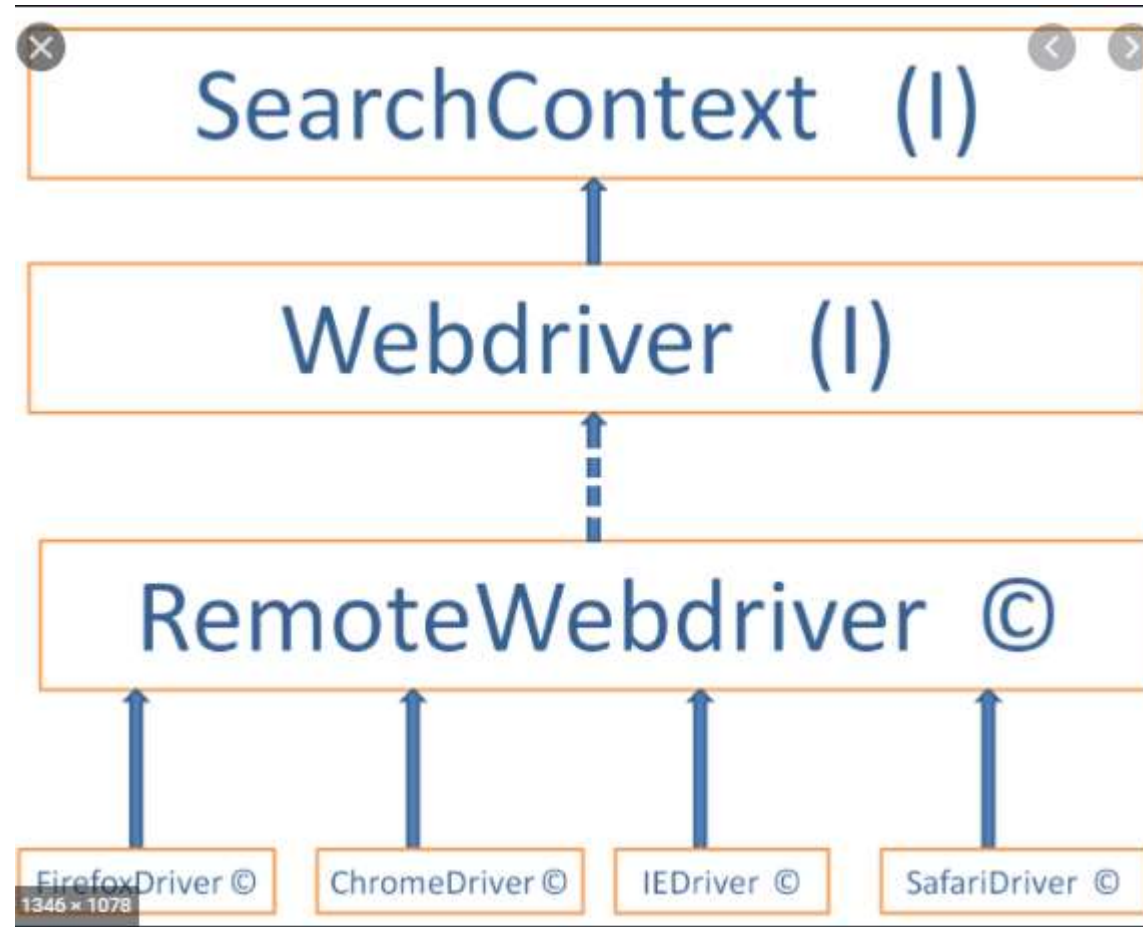 SearchContext (I)
Webdriver (I)
RemoteWebdriver ©
FirefoxDriver © ChromeDriver © IEDriver © SafariDriver ©
1346 × 1078